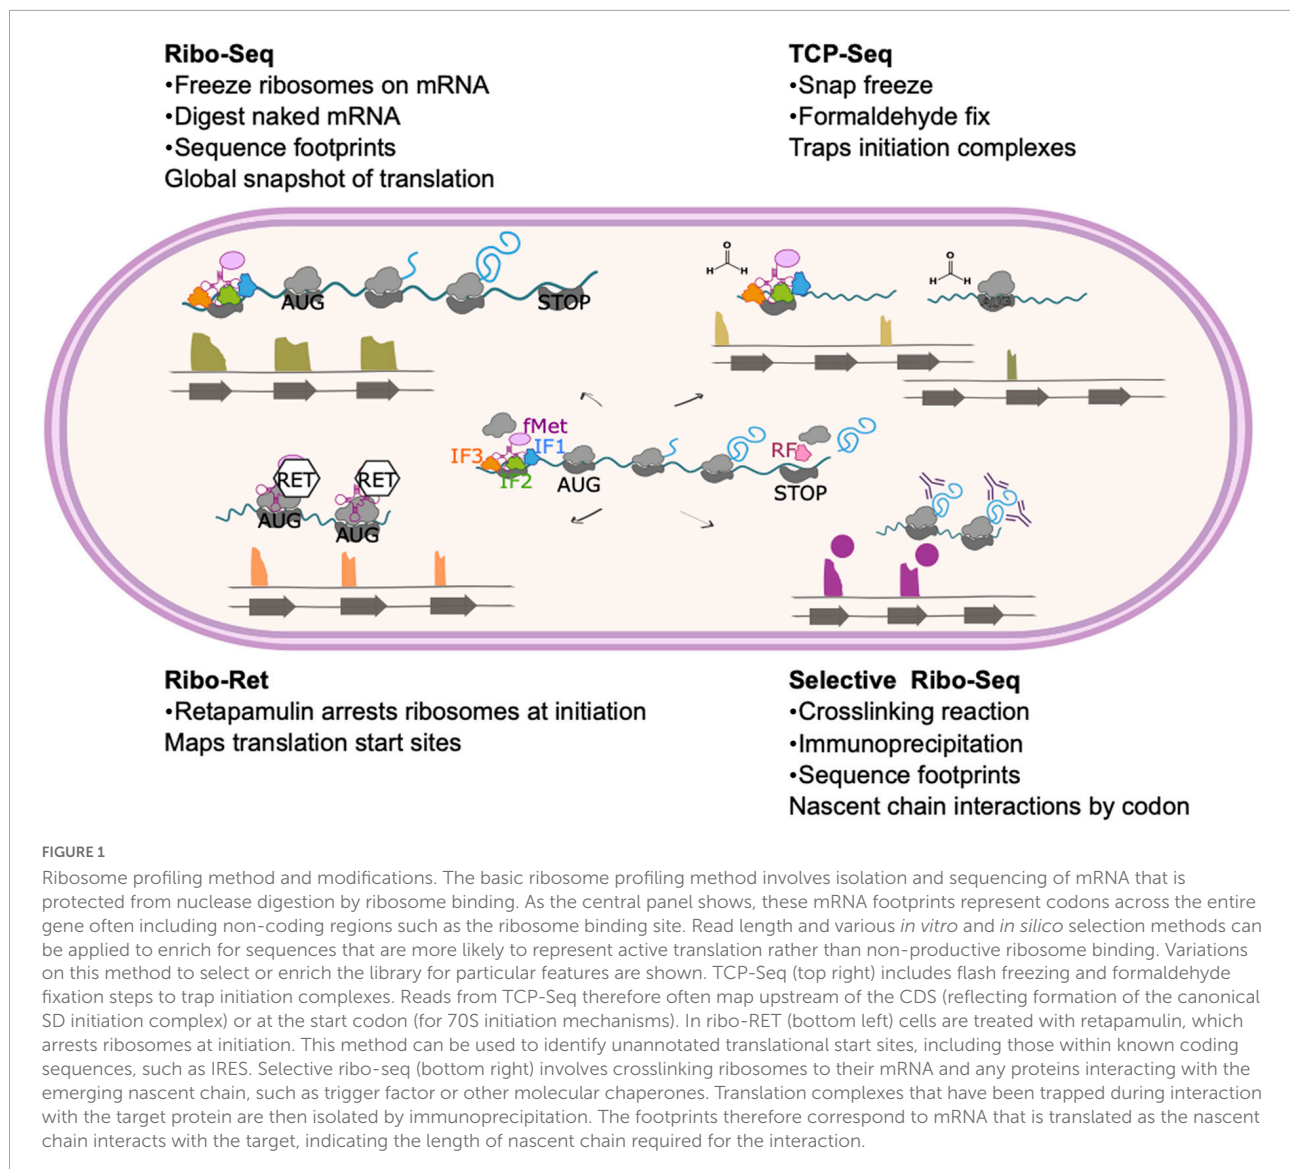 Ribo-Seq
•Freeze ribosomes on mRNA
•Digest naked mRNA
•Sequence footprints
Global snapshot of translation
TCP-Seq
•Snap freeze
•Formaldehyde fix
Traps initiation complexes
AUG
STOP
O
H H
O
H H
AUG
fMet
IF3
IF1
IF2
AUG
RF
STOP
RET
RET
AUG
AUG
Ribo-Ret
•Retapamulin arrests ribosomes at initiation
Maps translation start sites
Selective Ribo-Seq
•Crosslinking reaction
•Immunoprecipitation
•Sequence footprints
Nascent chain interactions by codon
FIGURE 1
Ribosome profiling method and modifications. The basic ribosome profiling method involves isolation and sequencing of mRNA that is
protected from nuclease digestion by ribosome binding. As the central panel shows, these mRNA footprints represent codons across the entire
gene often including non-coding regions such as the ribosome binding site. Read length and various in vitro and in silico selection methods can
be applied to enrich for sequences that are more likely to represent active translation rather than non-productive ribosome binding. Variations
on this method to select or enrich the library for particular features are shown. TCP-Seq (top right) includes flash freezing and formaldehyde
fixation steps to trap initiation complexes. Reads from TCP-Seq therefore often map upstream of the CDS (reflecting formation of the canonical
SD initiation complex) or at the start codon (for 70S initiation mechanisms). In ribo-RET (bottom left) cells are treated with retapamulin, which
arrests ribosomes at initiation. This method can be used to identify unannotated translational start sites, including those within known coding
sequences, such as IRES. Selective ribo-seq (bottom right) involves crosslinking ribosomes to their mRNA and any proteins interacting with the
emerging nascent chain, such as trigger factor or other molecular chaperones. Translation complexes that have been trapped during interaction
with the target protein are then isolated by immunoprecipitation. The footprints therefore correspond to mRNA that is translated as the nascent
chain interacts with the target, indicating the length of nascent chain required for the interaction.